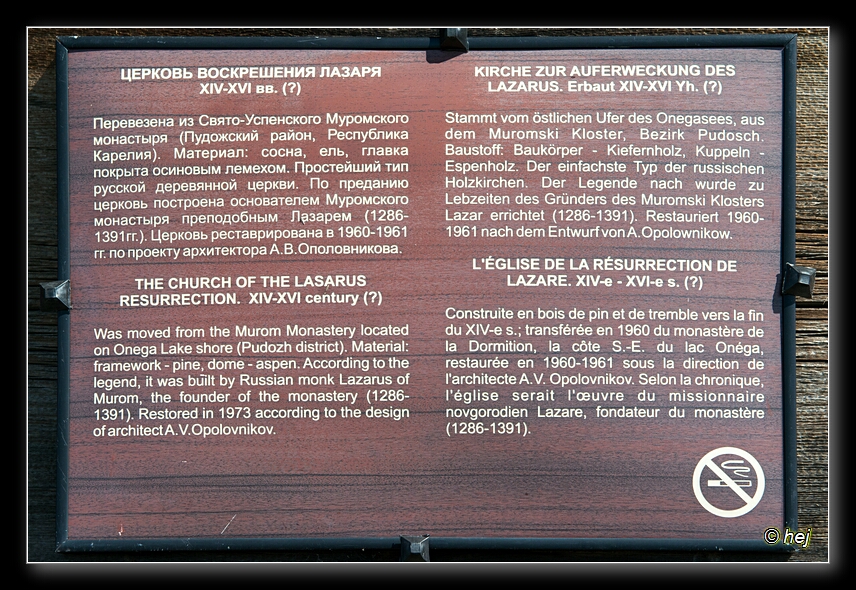 ЦЕРКОВЬ ВОСКРЕШЕНИЯ ЛАЗАРЯ
XIV-XVI вв. (?)
Перевезена из Свято-Успенского Муромского
монастыря (Пудожский район, Республика
Карелия). Материал: сосна, ель, главка
покрыта осиновым лемехом. Простейший тип
русской деревянной церкви. По преданию
церковь построена основателем Муромского
монастыря преподобным Лазарем (1286-
1391гг.). Церковь реставрирована в 1960-1961
гг. по проекту архитектора А.В.Ополовникова.
THE CHURCH OF THE LASARUS
RESURRECTION. XIV-XVI century (?)
Was moved from the Murom Monastery located
on Onega Lake shore (Pudozh district). Material:
framework - pine, dome - aspen. According to the
legend, it was built by Russian monk Lazarus of
Murom, the founder of the monastery (1286-
1391). Restored in 1973 according to the design
of architect A.V.Opolovnikov.
KIRCHE ZUR AUFERWECKUNG DES
LAZARUS. Erbaut XIV-XVI Yh. (?)
Stammt vom östlichen Ufer des Onegasees, aus
dem Muromski Kloster, Bezirk Pudosch.
Baustoff: Baukörper - Kiefernholz, Kuppeln -
Espenholz. Der einfachste Typ der russischen
Holzkirchen. Der Legende nach wurde zu
Lebzeiten des Gründers des Muromski Klosters
Lazar errichtet (1286-1391). Restauriert 1960-
1961 nach dem Entwurf von A.Opolownikow.
L'ÉGLISE DE LA RÉSURRECTION DE
LAZARE. XIV-e - XVI-e s. (?)
Construite en bois de pin et de tremble vers la fin
du XIV-e s.; transférée en 1960 du monastère de
la Dormition, la côte S.-E. du lac Onéga,
restaurée en 1960-1961 sous la direction de
l'architecte A.V. Opolovnikov. Selon la chronique,
l'église serait l'œuvre du missionnaire
novgorodien Lazare, fondateur du monastère
(1286-1391).
© hej